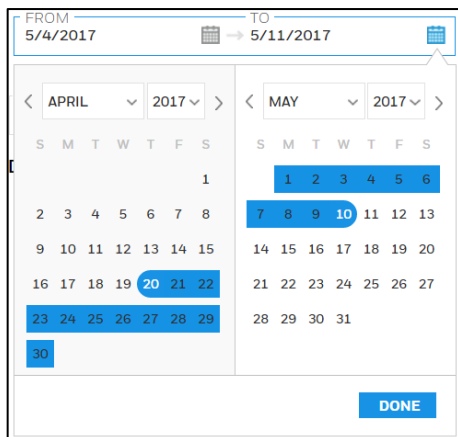 FROM TO
5/4/2017 5/11/2017
APRIL 2017 MAY 2017
S M T W T F S S M T W T F S
1 1 2 3 4 5 6
2 3 4 5 6 7 8 7 8 9 10 11 12 13
9 10 11 12 13 14 15 14 15 16 17 18 19 20
16 17 18 19 20 21 22 21 22 23 24 25 26 27
23 24 25 26 27 28 29 28 29 30 31
30
DONE